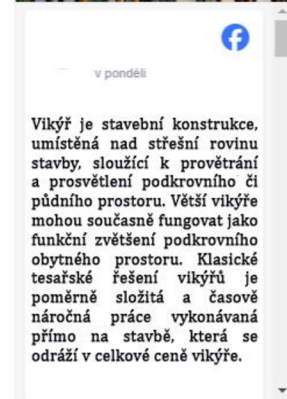 v pondělí
Vikýř je stavební konstrukce,
umístěná nad střešní rovinu
stavby, sloužící k provětrání
a prosvětlení podkrovního či
půdního prostoru. Větší vikýře
mohou současně fungovat jako
funkční zvětšení podkrovního
obytného prostoru. Klasické
tesařské řešení vikýřů je
poměrně složitá a časově
náročná práce vykonávaná
přímo na stavbě, která se
odráží v celkové ceně vikýře.